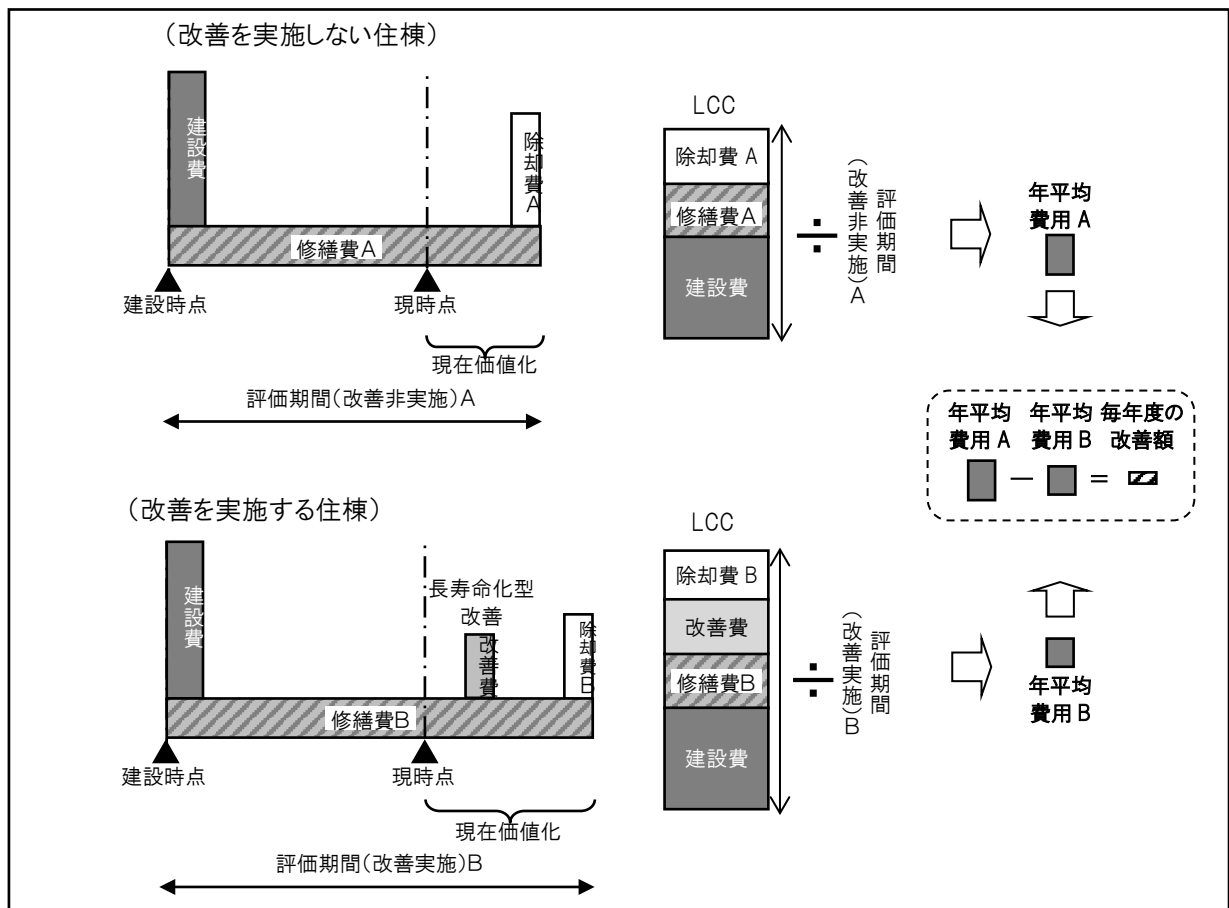 (改善を実施しない住棟)
建設費
除却費A
修繕費A
建設時点
現時点
現在価値化
評価期間(改善非実施)A
LCC
除却費 A
修繕費A
建設費
÷
評価期間
(改善非実施)A
年平均
費用 A
年平均
費用 A
年平均
費用 B
毎年度の
改善額
− =
(改善を実施する住棟)
建設費
長寿命化型
改善
改善費
除却費B
修繕費B
建設時点
現時点
現在価値化
評価期間(改善実施)B
LCC
除却費 B
改善費
修繕費B
建設費
÷
評価期間
(改善実施)B
年平均
費用 B